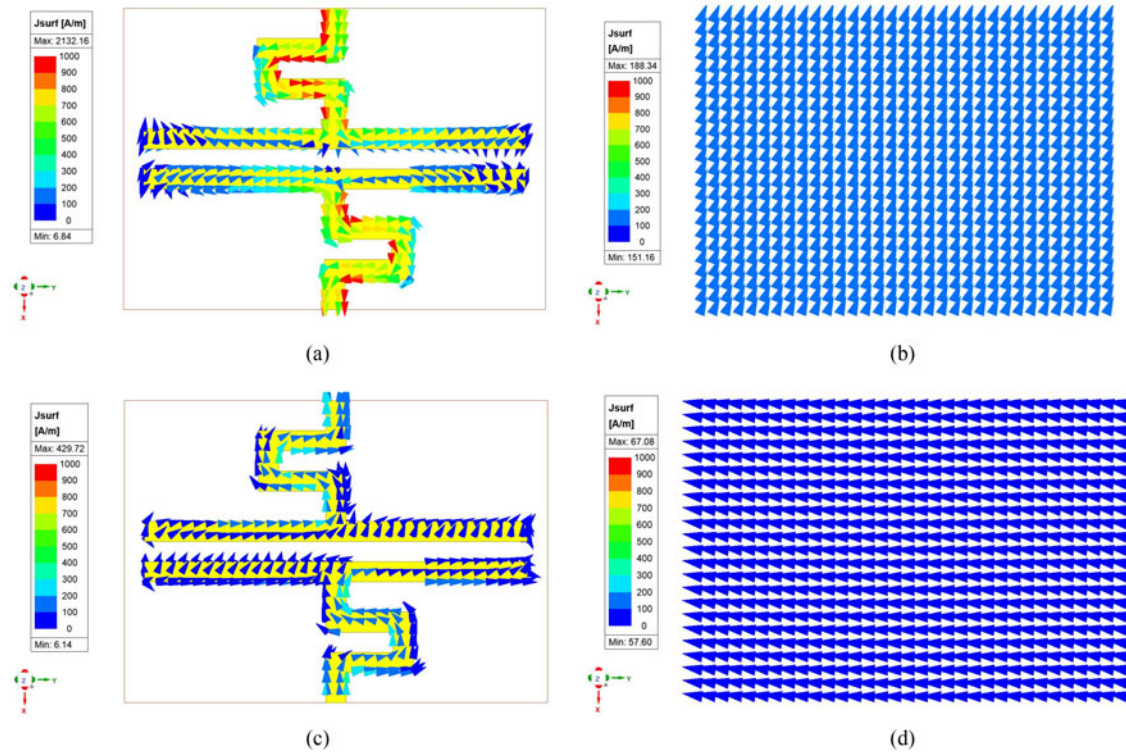 Jsurf [A/m]
Max: 2132.16
1000
900
800
700
600
500
400
300
200
100
0
Min: 6.84
Z
Y
X
(a)
Jsurf
[A/m]
Max: 188.34
1000
900
800
700
600
500
400
300
200
100
0
Min: 151.16
Z
Y
X
(b)
Jsurf
[A/m]
Max: 429.72
1000
900
800
700
600
500
400
300
200
100
0
Min: 6.14
Z
Y
X
(c)
Jsurf
[A/m]
Max: 67.08
1000
900
800
700
600
500
400
300
200
100
0
Min: 57.60
Z
Y
X
(d)